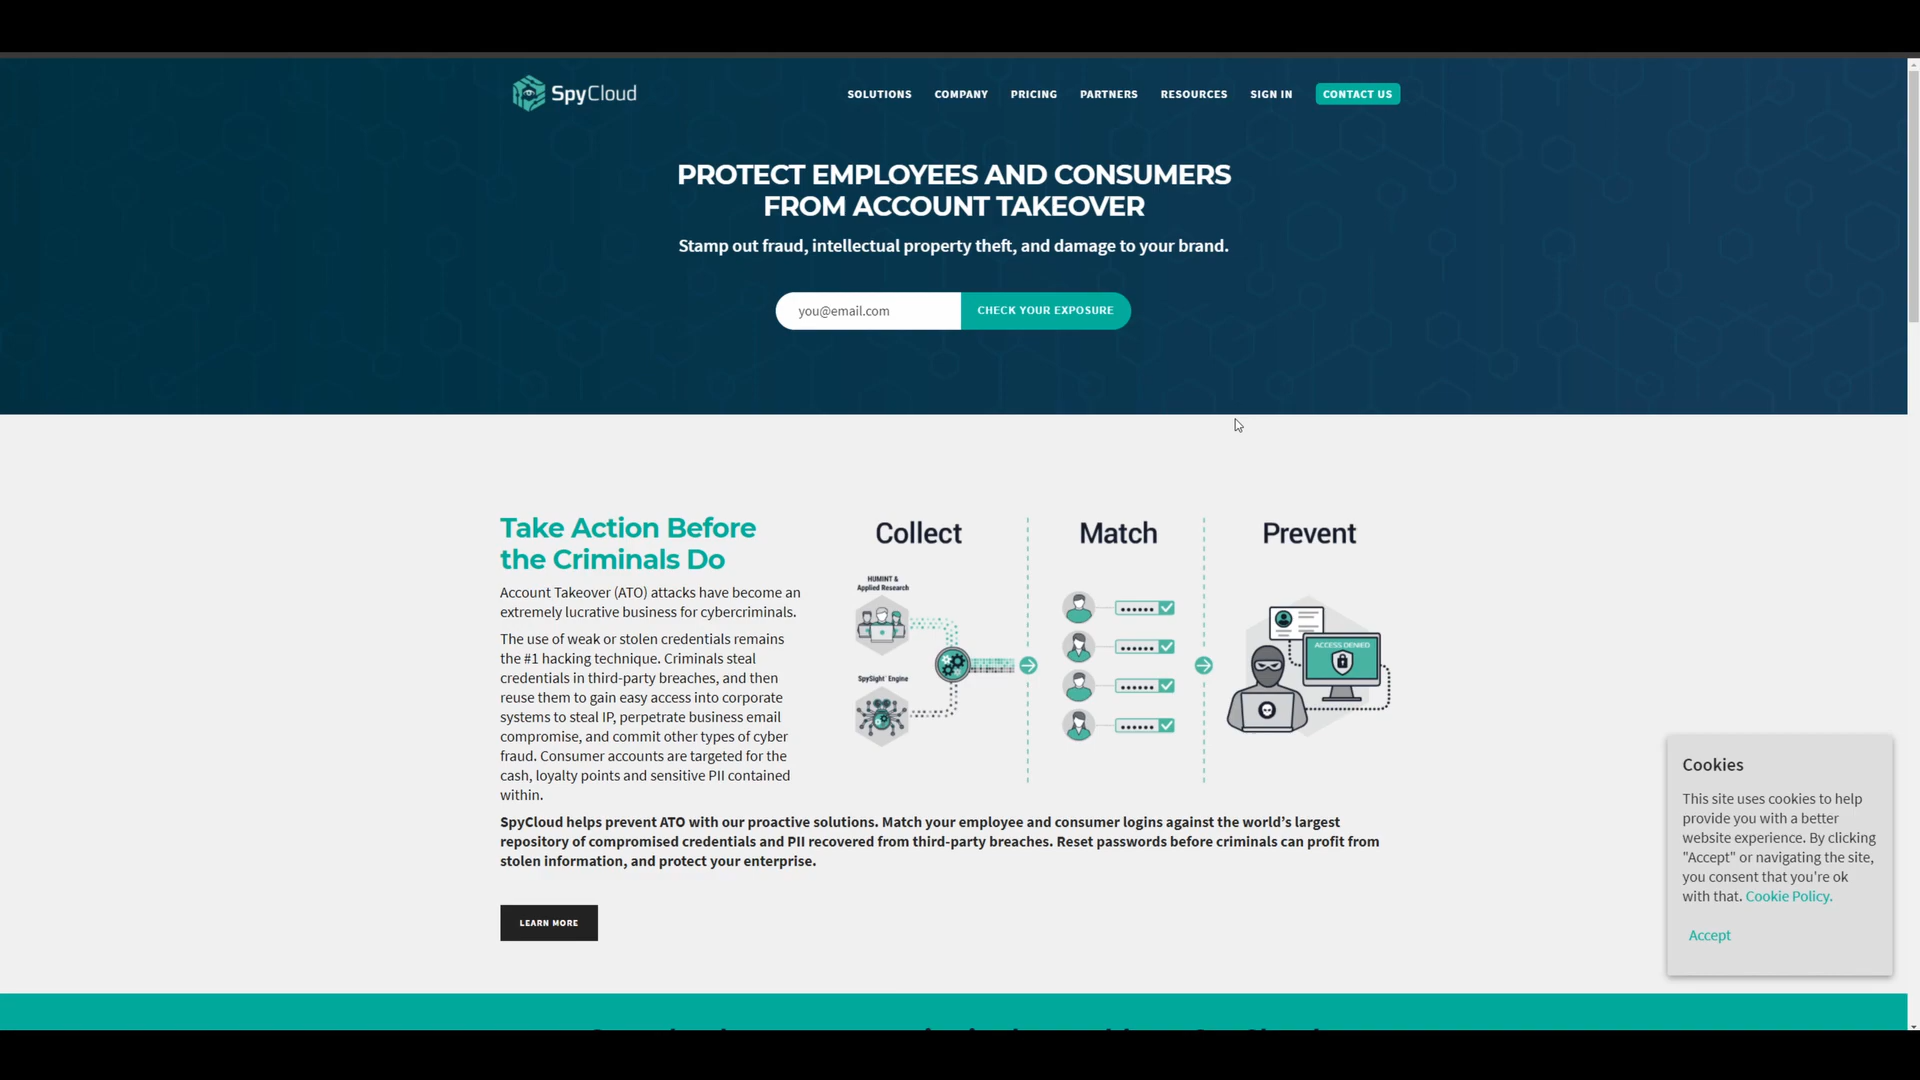 SpyCloud
SOLUTIONS COMPANY PRICING PARTNERS RESOURCES SIGN IN CONTACT US
PROTECT EMPLOYEES AND CONSUMERS
FROM ACCOUNT TAKEOVER
Stamp out fraud, intellectual property theft, and damage to your brand.
you@email.com CHECK YOUR EXPOSURE
Take Action Before
the Criminals Do
Account Takeover (ATO) attacks have become an
extremely lucrative business for cybercriminals.
The use of weak or stolen credentials remains
the #1 hacking technique. Criminals steal
credentials in third-party breaches, and then
reuse them to gain easy access into corporate
systems to steal IP, perpetrate business email
compromise, and commit other types of cyber
fraud. Consumer accounts are targeted for the
cash, loyalty points and sensitive PII contained
within.
Collect Match Prevent
HUMINT &
Applied Research
SpySight Engine
ACCESS DENIED
SpyCloud helps prevent ATO with our proactive solutions. Match your employee and consumer logins against the world’s largest
repository of compromised credentials and PII recovered from third-party breaches. Reset passwords before criminals can profit from
stolen information, and protect your enterprise.
LEARN MORE
Cookies
This site uses cookies to help
provide you with a better
website experience. By clicking
"Accept" or navigating the site,
you consent that you're ok
with that. Cookie Policy.
Accept